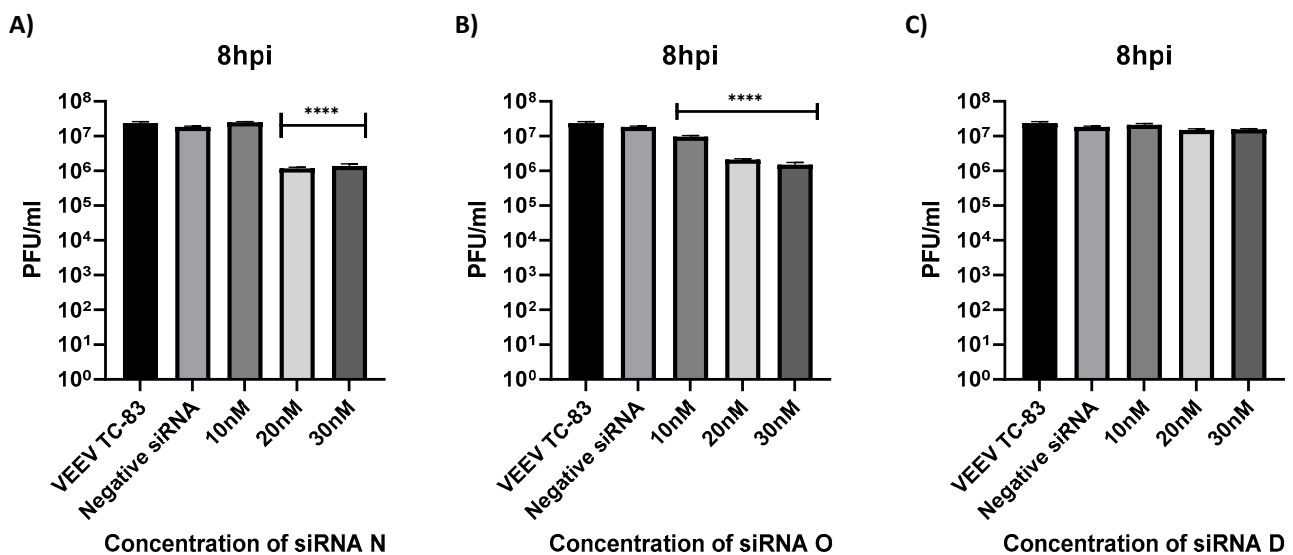 A)
8hpi
10⁸
10⁷
10⁶
10⁵
10⁴
10³
10²
10¹
10⁰
PFU/ml
****
VEEV TC-83
Negative siRNA
10nM
20nM
30nM
Concentration of siRNA N
B)
8hpi
10⁸
10⁷
10⁶
10⁵
10⁴
10³
10²
10¹
10⁰
PFU/ml
****
VEEV TC-83
Negative siRNA
10nM
20nM
30nM
Concentration of siRNA O
C)
8hpi
10⁸
10⁷
10⁶
10⁵
10⁴
10³
10²
10¹
10⁰
PFU/ml
VEEV TC-83
Negative siRNA
10nM
20nM
30nM
Concentration of siRNA D